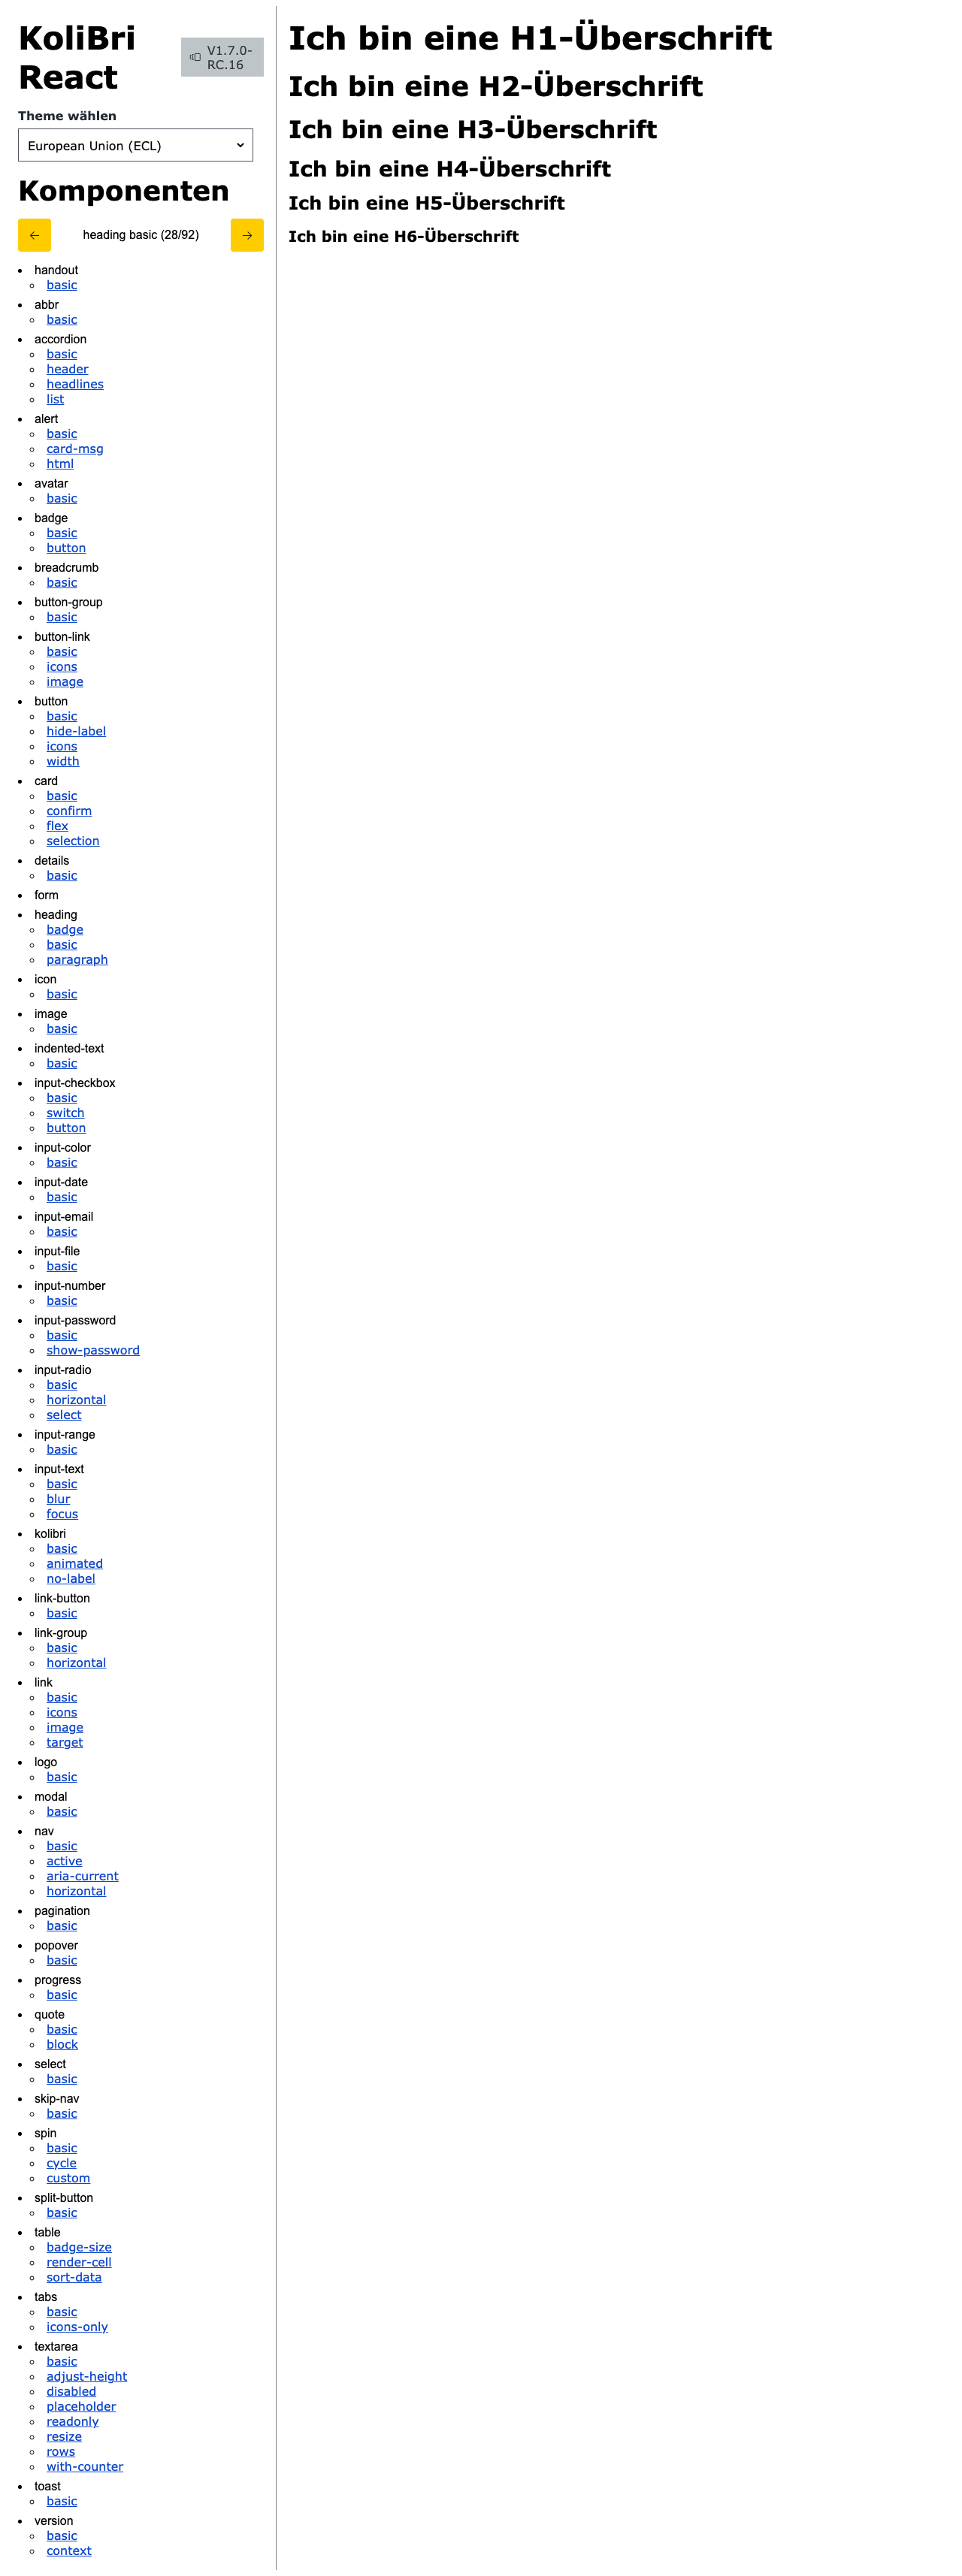 KoliBri
React
V1.7.0-
RC.16
Theme wählen
European Union (ECL)
Komponenten
heading basic (28/92)
handout
basic
abbr
basic
accordion
basic
header
headlines
list
alert
basic
card-msg
html
avatar
basic
badge
basic
button
breadcrumb
basic
button-group
basic
button-link
basic
icons
image
button
basic
hide-label
icons
width
card
basic
confirm
flex
selection
details
basic
form
heading
badge
basic
paragraph
icon
basic
image
basic
indented-text
basic
input-checkbox
basic
switch
button
input-color
basic
input-date
basic
input-email
basic
input-file
basic
input-number
basic
input-password
basic
show-password
input-radio
basic
horizontal
select
input-range
basic
input-text
basic
blur
focus
kolibri
basic
animated
no-label
link-button
basic
link-group
basic
horizontal
link
basic
icons
image
target
logo
basic
modal
basic
nav
basic
active
aria-current
horizontal
pagination
basic
popover
basic
progress
basic
quote
basic
block
select
basic
skip-nav
basic
spin
basic
cycle
custom
split-button
basic
table
badge-size
render-cell
sort-data
tabs
basic
icons-only
textarea
basic
adjust-height
disabled
placeholder
readonly
resize
rows
with-counter
toast
basic
version
basic
context
Ich bin eine H1-Überschrift
Ich bin eine H2-Überschrift
Ich bin eine H3-Überschrift
Ich bin eine H4-Überschrift
Ich bin eine H5-Überschrift
Ich bin eine H6-Überschrift